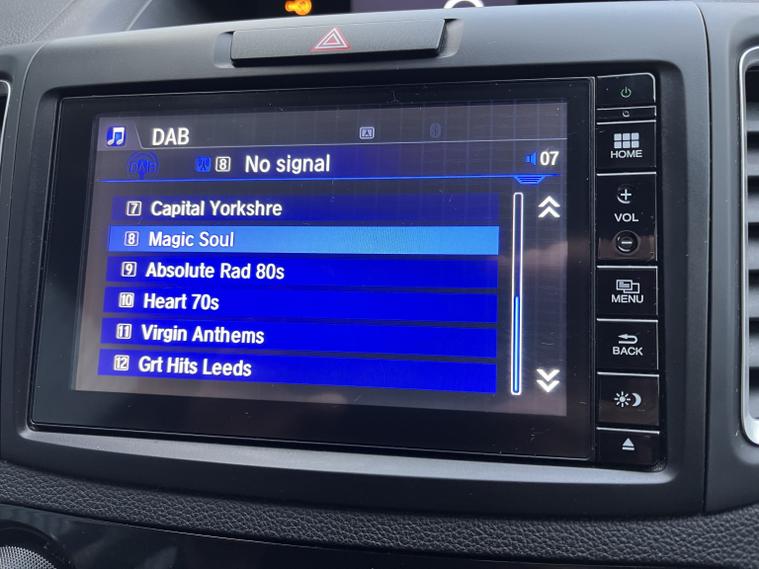 DAB
A
DAB 8 No signal 07
7 Capital Yorkshre
8 Magic Soul
9 Absolute Rad 80s
10 Heart 70s
11 Virgin Anthems
12 Grt Hits Leeds
HOME
+
VOL
−
MENU
BACK